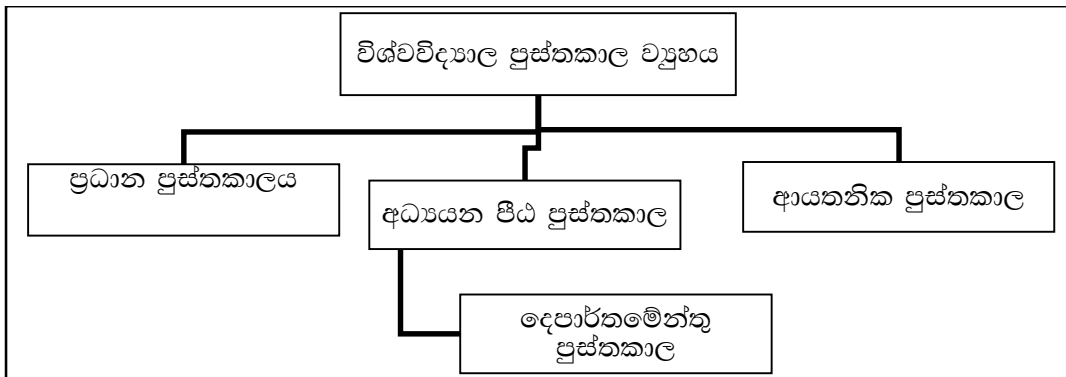 විශ්වවිද්‍යාල පුස්තකාල ව්‍යුහය
ප්‍රධාන පුස්තකාලය
අධ්‍යයන පීඨ පුස්තකාල
ආයතනික පුස්තකාල
දෙපාර්තමේන්තු
පුස්තකාල